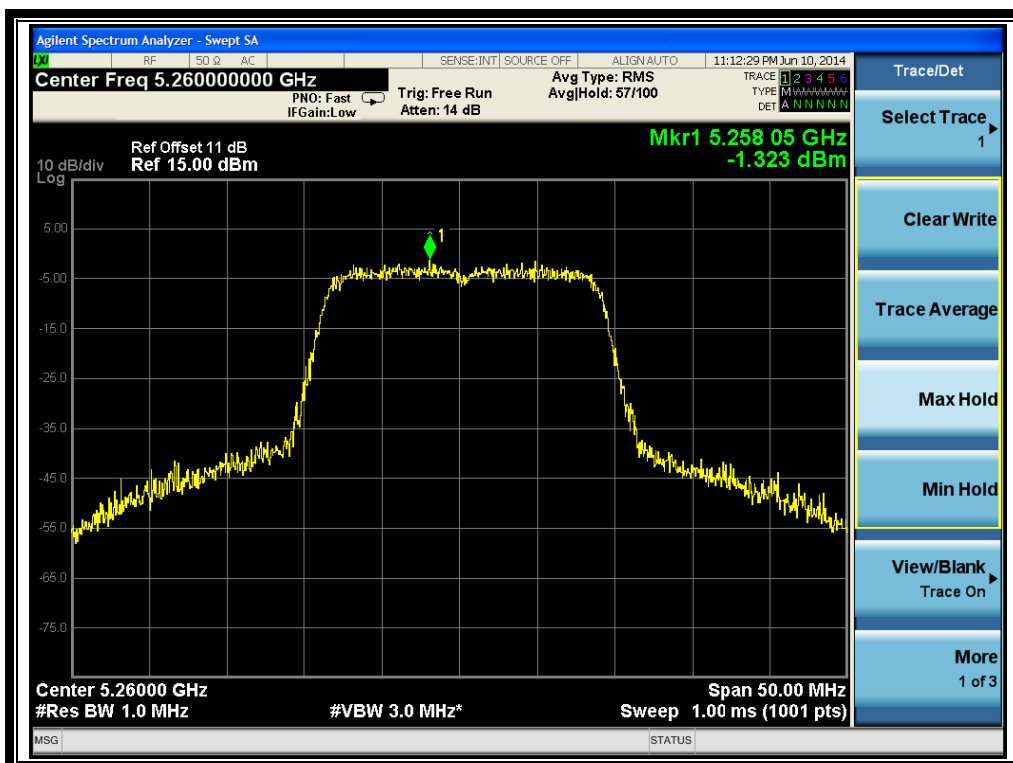 Agilent Spectrum Analyzer - Swept SA
LXI RF 50 Ω AC SENSE:INT SOURCE OFF ALIGN AUTO 11:12:29 PM Jun 10, 2014
Center Freq 5.260000000 GHz
PNO: Fast
IFGain:Low
Trig: Free Run
Atten: 14 dB
Avg Type: RMS
Avg|Hold: 57/100
TRACE 1 2 3 4 5 6
TYPE M WWWWW
DET A N N N N N
Mkr1 5.258 05 GHz
-1.323 dBm
Ref Offset 11 dB
10 dB/div Ref 15.00 dBm
Log
1
5.00
-5.00
-15.0
-25.0
-35.0
-45.0
-55.0
-65.0
-75.0
Center 5.26000 GHz
Span 50.00 MHz
#Res BW 1.0 MHz
#VBW 3.0 MHz*
Sweep 1.00 ms (1001 pts)
MSG
STATUS
Trace/Det
Select Trace
1
Clear Write
Trace Average
Max Hold
Min Hold
View/Blank
Trace On
More
1 of 3